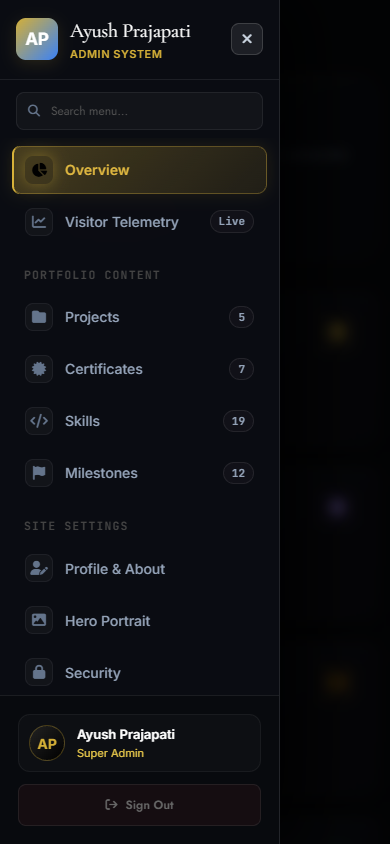 AP
Ayush Prajapati
ADMIN SYSTEM
Search menu...
Overview
Visitor Telemetry
Live
PORTFOLIO CONTENT
Projects
5
Certificates
7
Skills
19
Milestones
12
SITE SETTINGS
Profile & About
Hero Portrait
Security
AP
Ayush Prajapati
Super Admin
Sign Out